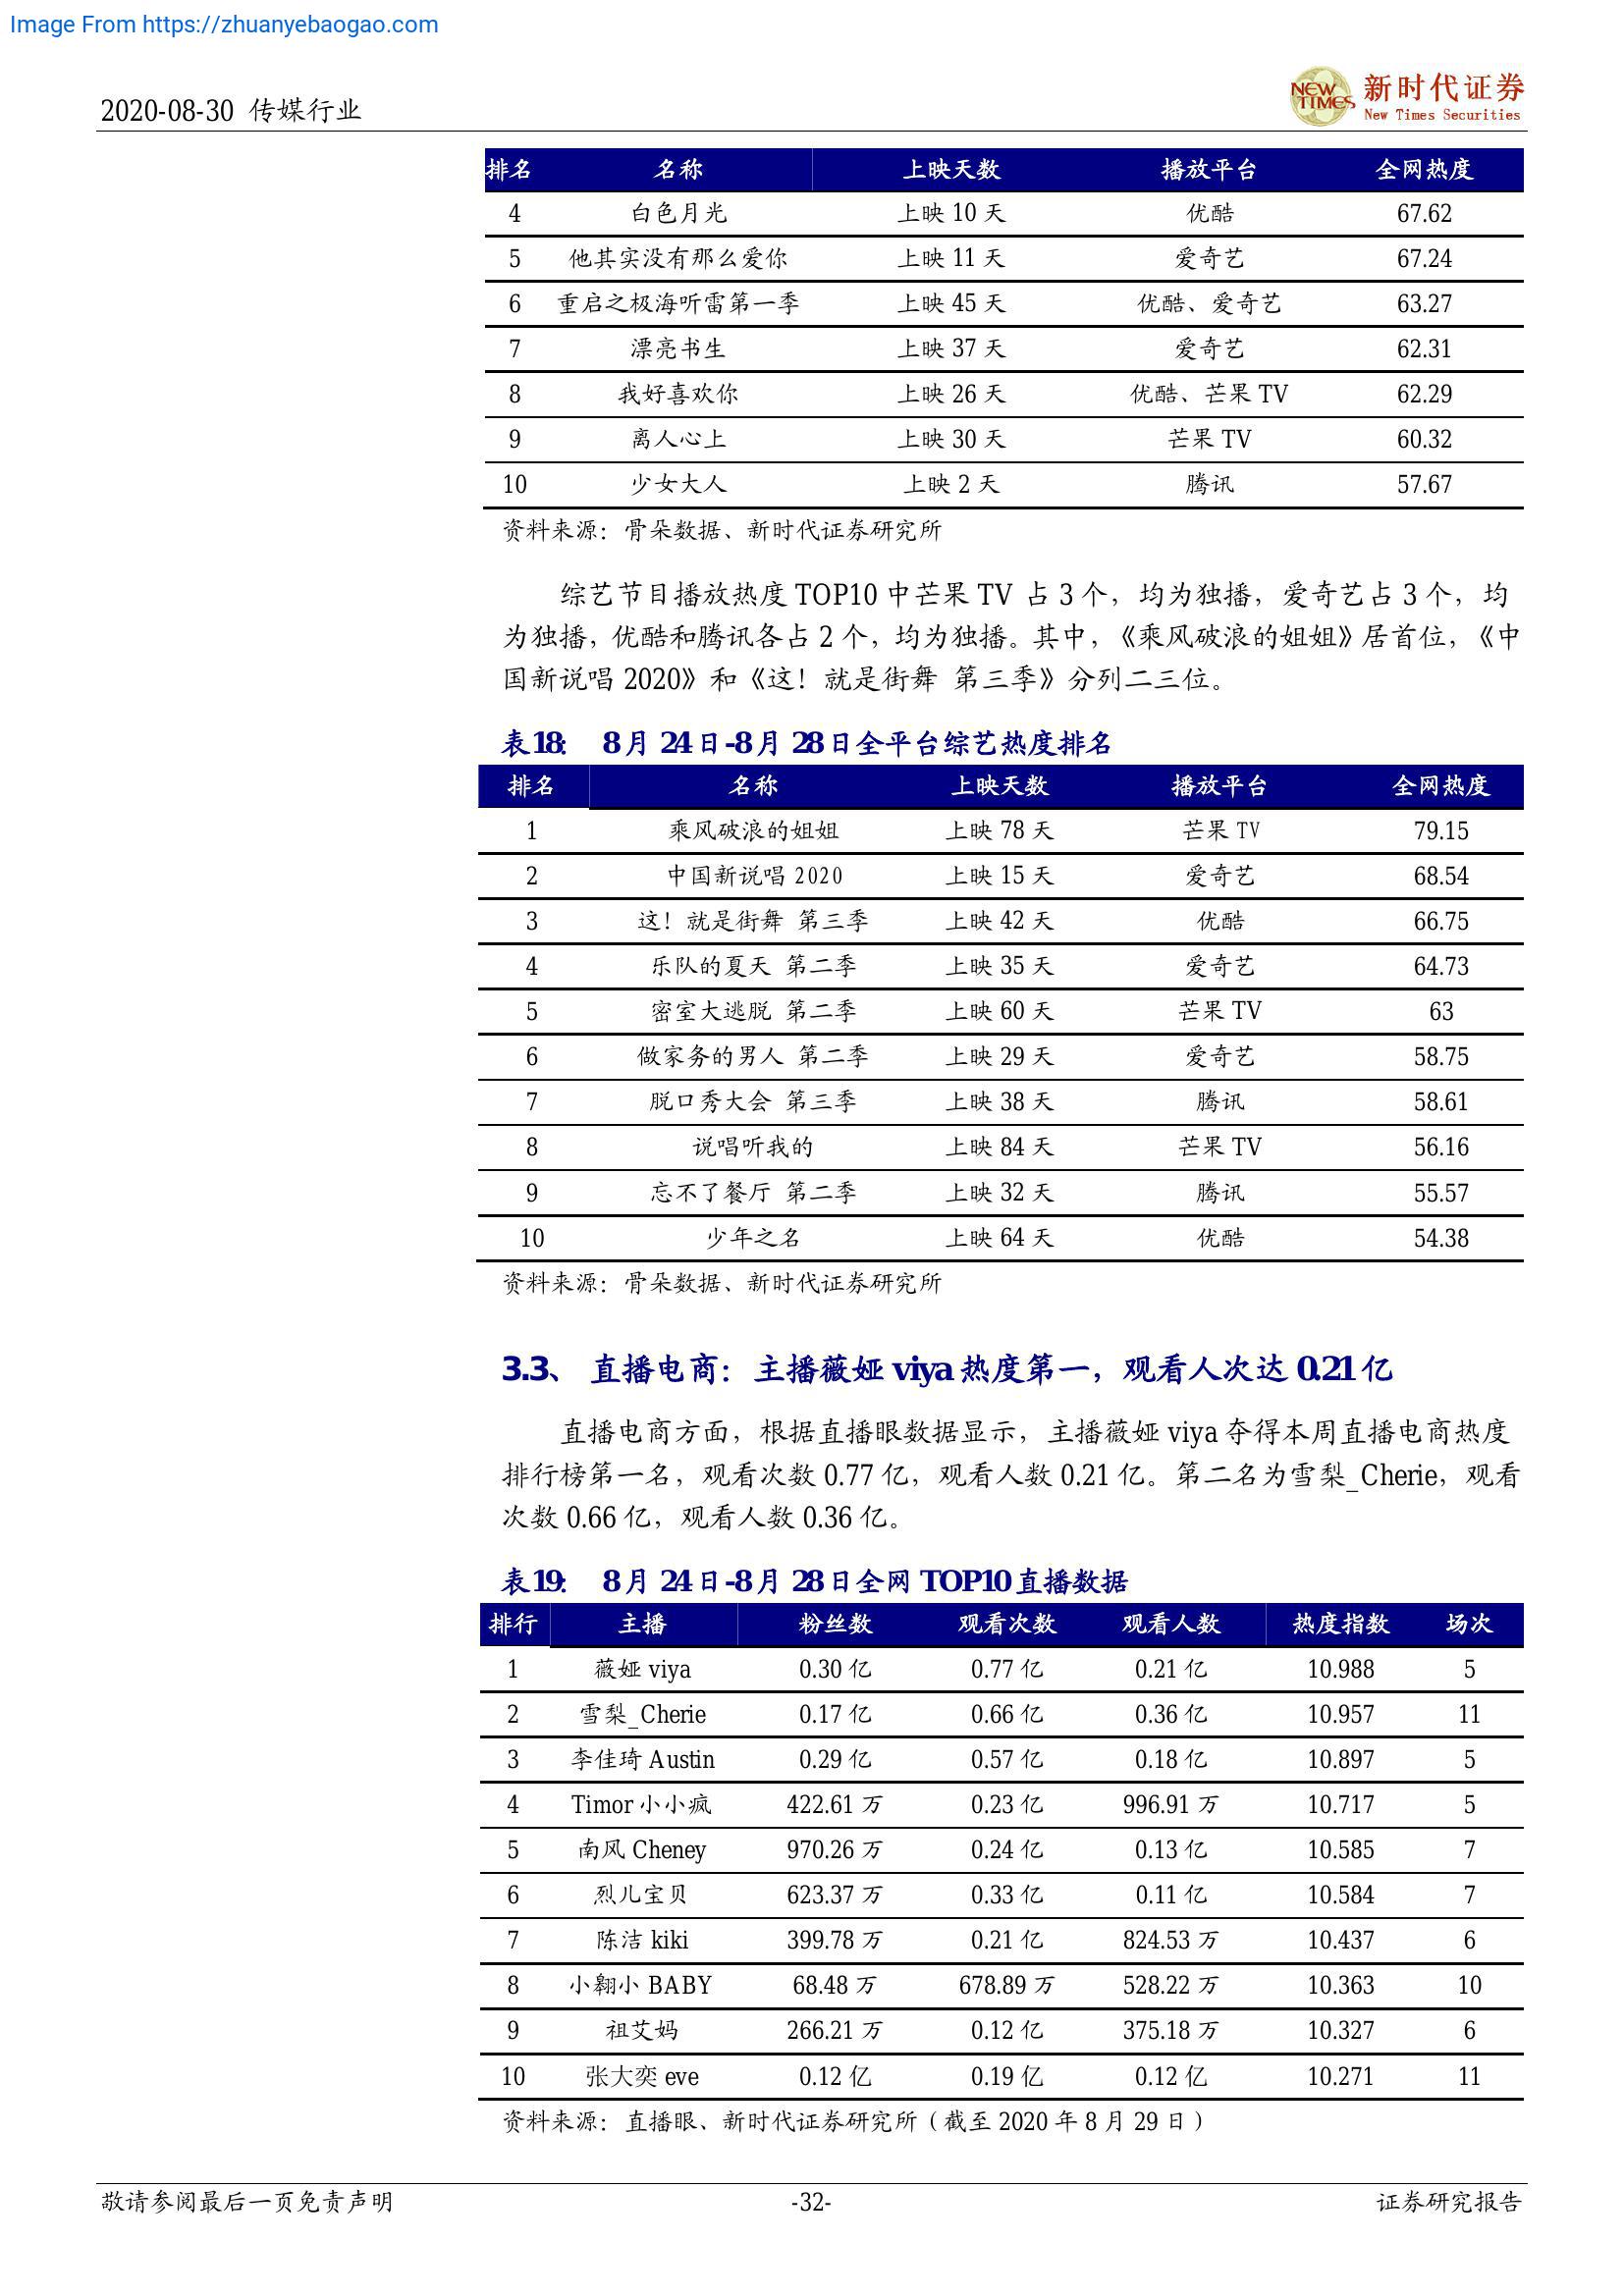 Image From https://zhuanyebaogao.com
2020-08-30 传媒行业
NEW TIMES 新时代证券
New Times Securities
排名 名称 上映天数 播放平台 全网热度
4 白色月光 上映 10 天 优酷 67.62
5 他其实没有那么爱你 上映 11 天 爱奇艺 67.24
6 重启之极海听雷第一季 上映 45 天 优酷、爱奇艺 63.27
7 漂亮书生 上映 37 天 爱奇艺 62.31
8 我好喜欢你 上映 26 天 优酷、芒果 TV 62.29
9 离人心上 上映 30 天 芒果 TV 60.32
10 少女大人 上映 2 天 腾讯 57.67
资料来源：骨朵数据、新时代证券研究所
综艺节目播放热度 TOP10 中芒果 TV 占 3 个，均为独播，爱奇艺占 3 个，均
为独播，优酷和腾讯各占 2 个，均为独播。其中，《乘风破浪的姐姐》居首位，《中
国新说唱 2020》和《这！就是街舞 第三季》分列二三位。
表18： 8 月 24 日-8 月 28 日全平台综艺热度排名
排名 名称 上映天数 播放平台 全网热度
1 乘风破浪的姐姐 上映 78 天 芒果 TV 79.15
2 中国新说唱 2020 上映 15 天 爱奇艺 68.54
3 这！就是街舞 第三季 上映 42 天 优酷 66.75
4 乐队的夏天 第二季 上映 35 天 爱奇艺 64.73
5 密室大逃脱 第二季 上映 60 天 芒果 TV 63
6 做家务的男人 第二季 上映 29 天 爱奇艺 58.75
7 脱口秀大会 第三季 上映 38 天 腾讯 58.61
8 说唱听我的 上映 84 天 芒果 TV 56.16
9 忘不了餐厅 第二季 上映 32 天 腾讯 55.57
10 少年之名 上映 64 天 优酷 54.38
资料来源：骨朵数据、新时代证券研究所
3.3、 直播电商：主播薇娅 viya 热度第一，观看人次达 0.21 亿
直播电商方面，根据直播眼数据显示，主播薇娅 viya 夺得本周直播电商热度
排行榜第一名，观看次数 0.77 亿，观看人数 0.21 亿。第二名为雪梨_Cherie，观看
次数 0.66 亿，观看人数 0.36 亿。
表19： 8 月 24 日-8 月 28 日全网 TOP10 直播数据
排行 主播 粉丝数 观看次数 观看人数 热度指数 场次
1 薇娅 viya 0.30 亿 0.77 亿 0.21 亿 10.988 5
2 雪梨_Cherie 0.17 亿 0.66 亿 0.36 亿 10.957 11
3 李佳琦 Austin 0.29 亿 0.57 亿 0.18 亿 10.897 5
4 Timor 小小疯 422.61 万 0.23 亿 996.91 万 10.717 5
5 南风 Cheney 970.26 万 0.24 亿 0.13 亿 10.585 7
6 烈儿宝贝 623.37 万 0.33 亿 0.11 亿 10.584 7
7 陈洁 kiki 399.78 万 0.21 亿 824.53 万 10.437 6
8 小翱小 BABY 68.48 万 678.89 万 528.22 万 10.363 10
9 祖艾妈 266.21 万 0.12 亿 375.18 万 10.327 6
10 张大奕 eve 0.12 亿 0.19 亿 0.12 亿 10.271 11
资料来源：直播眼、新时代证券研究所（截至 2020 年 8 月 29 日）
敬请参阅最后一页免责声明 -32- 证券研究报告